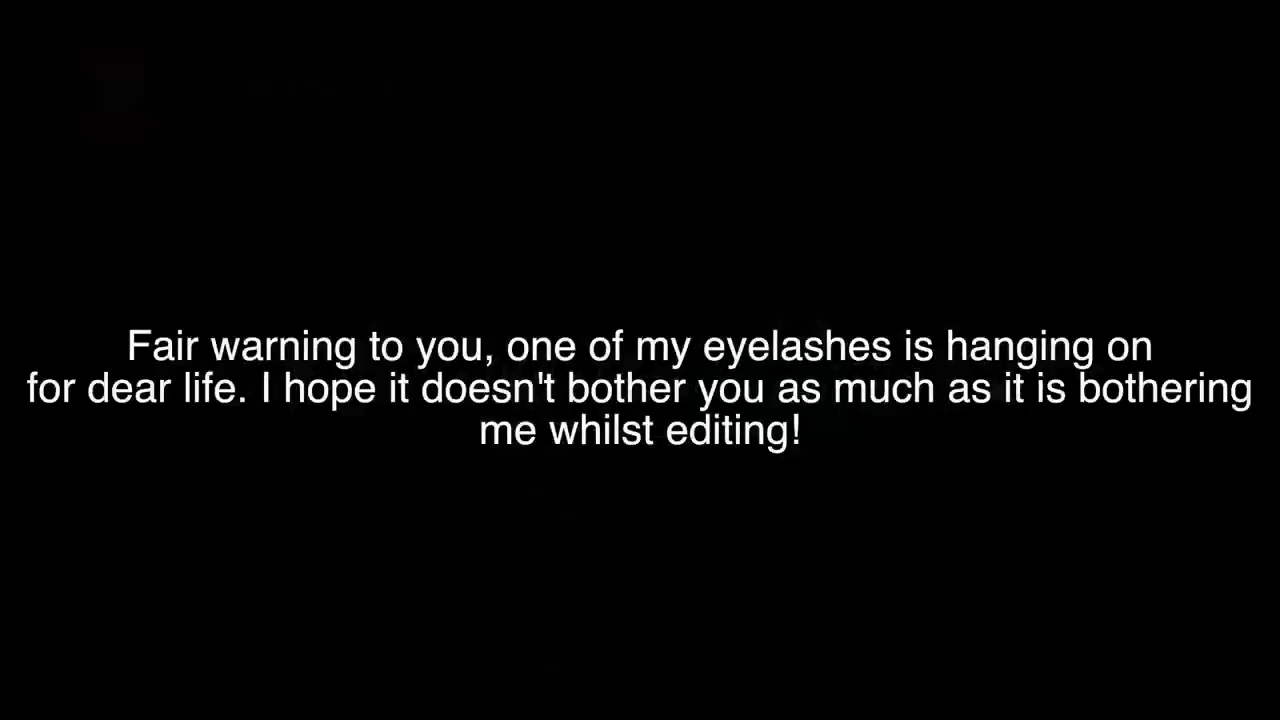 Fair warning to you, one of my eyelashes is hanging on
for dear life. I hope it doesn't bother you as much as it is bothering
me whilst editing!